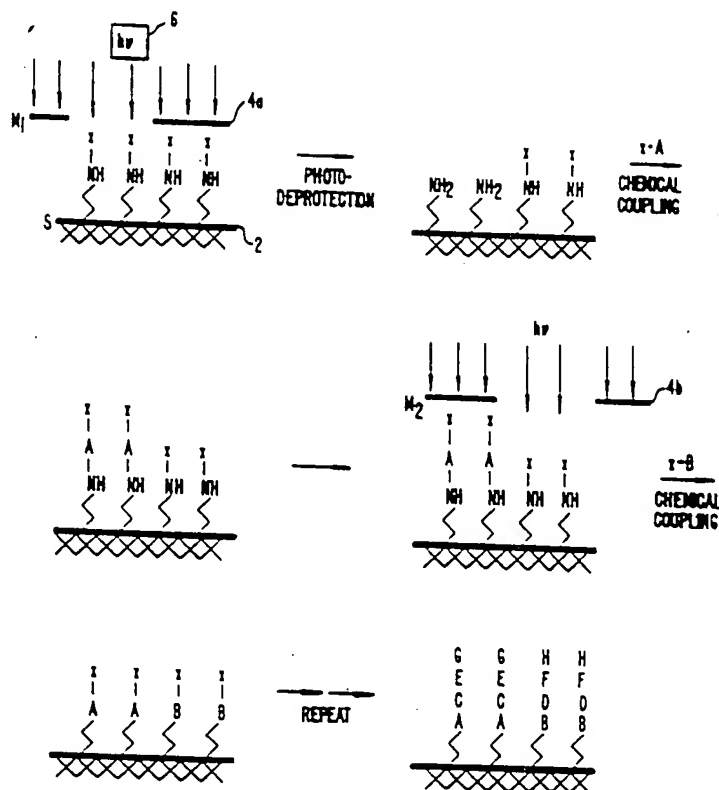 6
hν
4a
M1
x x x x
NH NH NH NH
S
2
PHOTO-
DEPROTECTION
x x
NH2 NH2 NH NH
x-A
CHEMICAL
COUPLING
hν
4b
M2
x x
A A x x
NH NH NH NH
x x
A A x x
NH NH NH NH
x-B
CHEMICAL
COUPLING
x x x x
A A B B
REPEAT
G G H H
E E F F
C C D D
A A B B